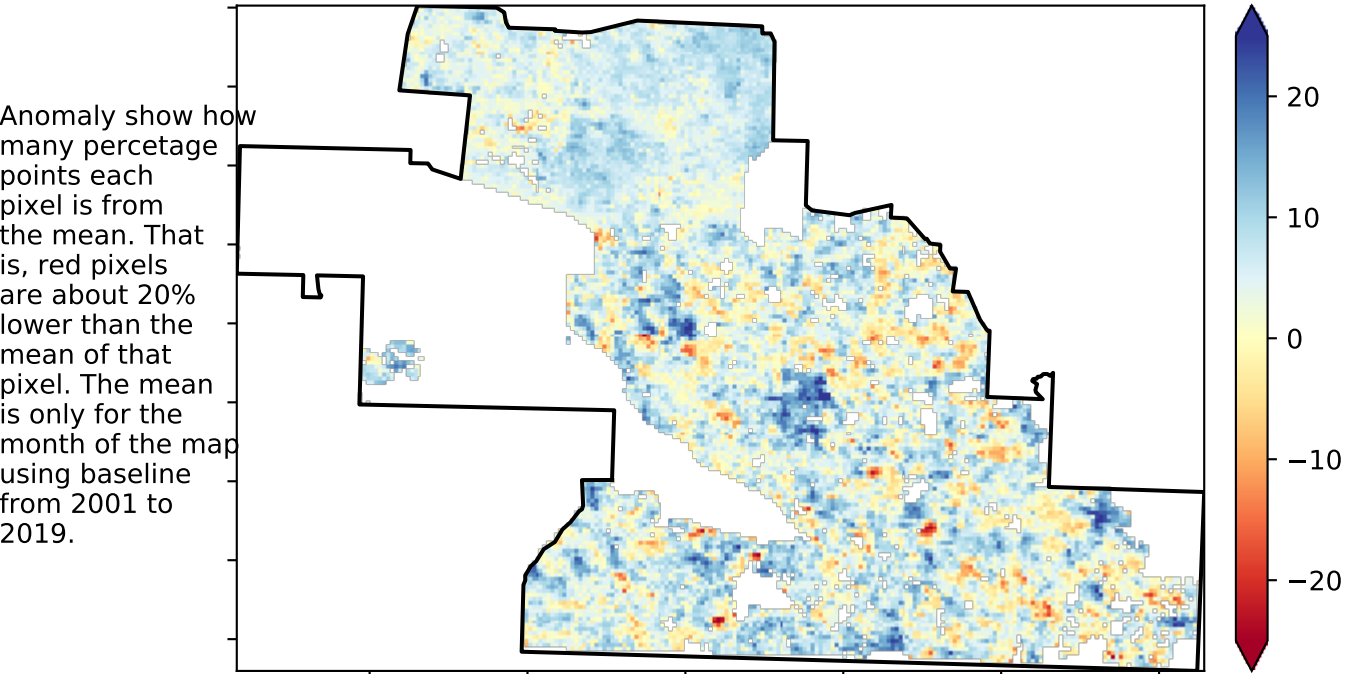 Anomaly show how
many percetage
points each
pixel is from
the mean. That
is, red pixels
are about 20%
lower than the
mean of that
pixel. The mean
is only for the
month of the map
using baseline
from 2001 to
2019.
20
10
0
−10
−20